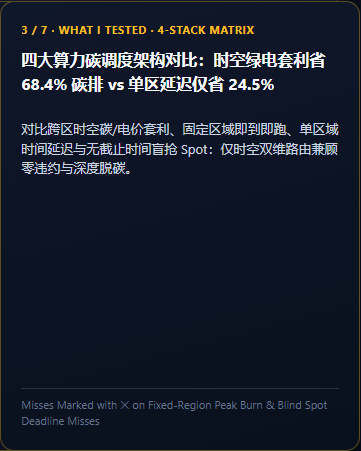 3 / 7 · WHAT I TESTED · 4-STACK MATRIX
四大算力碳调度架构对比：时空绿电套利省
68.4% 碳排 vs 单区延迟仅省 24.5%
对比跨区时空碳/电价套利、固定区域即到即跑、单区域
时间延迟与无截止时间盲抢 Spot：仅时空双维路由兼顾
零违约与深度脱碳。
Misses Marked with ✕ on Fixed-Region Peak Burn & Blind Spot
Deadline Misses